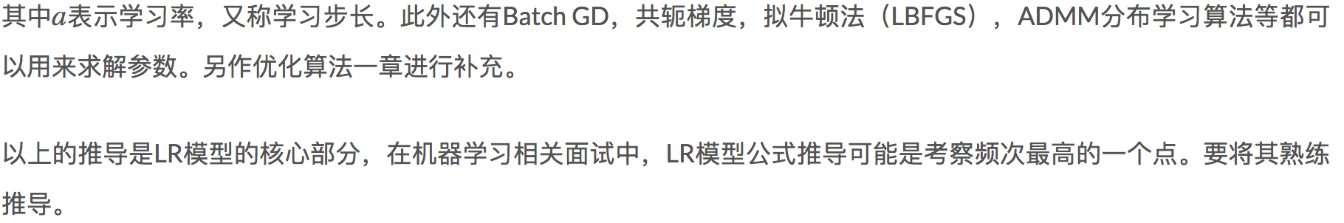 其中a表示学习率，又称学习步长。此外还有Batch GD，共轭梯度，拟牛顿法（LBFGS），ADMM分布学习算法等都可
以用来求解参数。另作优化算法一章进行补充。
以上的推导是LR模型的核心部分，在机器学习相关面试中，LR模型公式推导可能是考察频次最高的一个点。要将其熟练
推导。